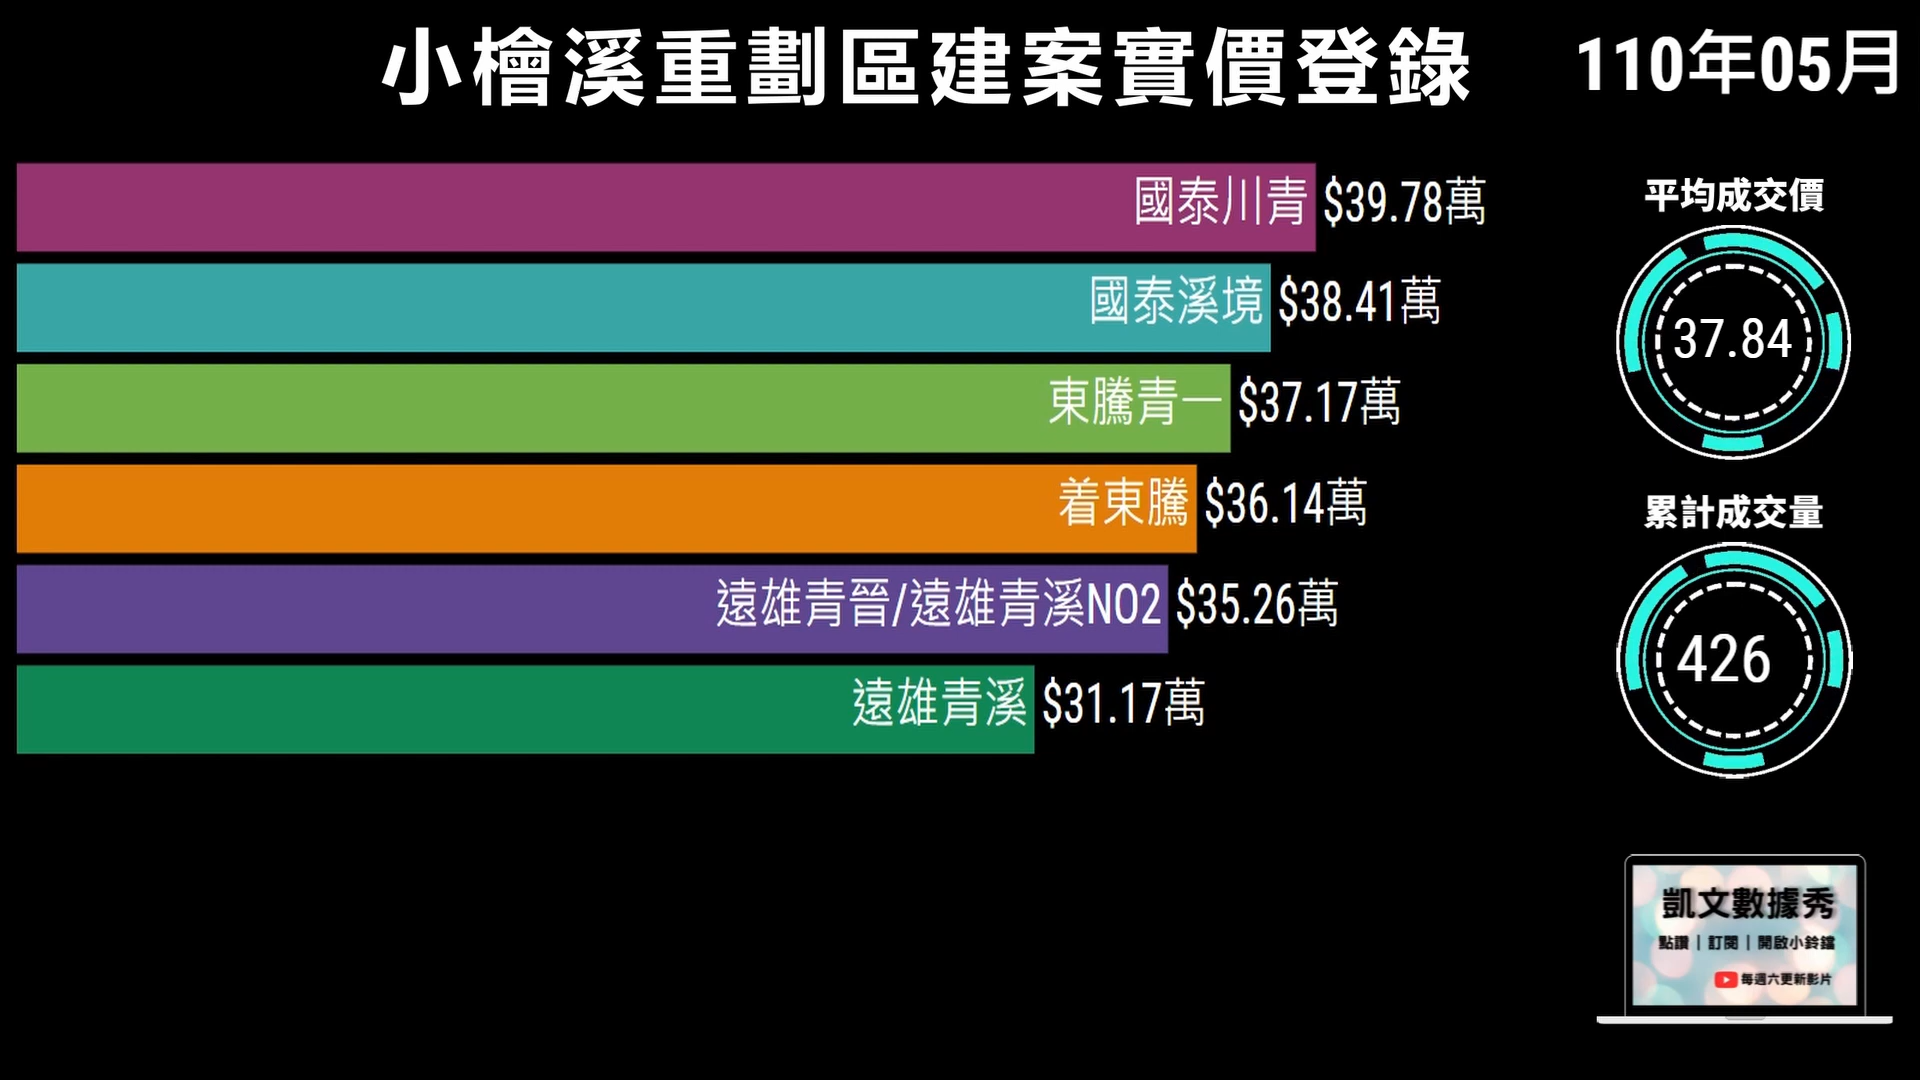 小檜溪重劃區建案實價登錄 110年05月
國泰川青 $39.78萬
國泰溪境 $38.41萬
東騰青一 $37.17萬
着東騰 $36.14萬
遠雄青晉/遠雄青溪NO2 $35.26萬
遠雄青溪 $31.17萬
平均成交價
37.84
累計成交量
426
凱文數據秀
點讚 | 訂閱 | 開啟小鈴鐺
每週六更新影片